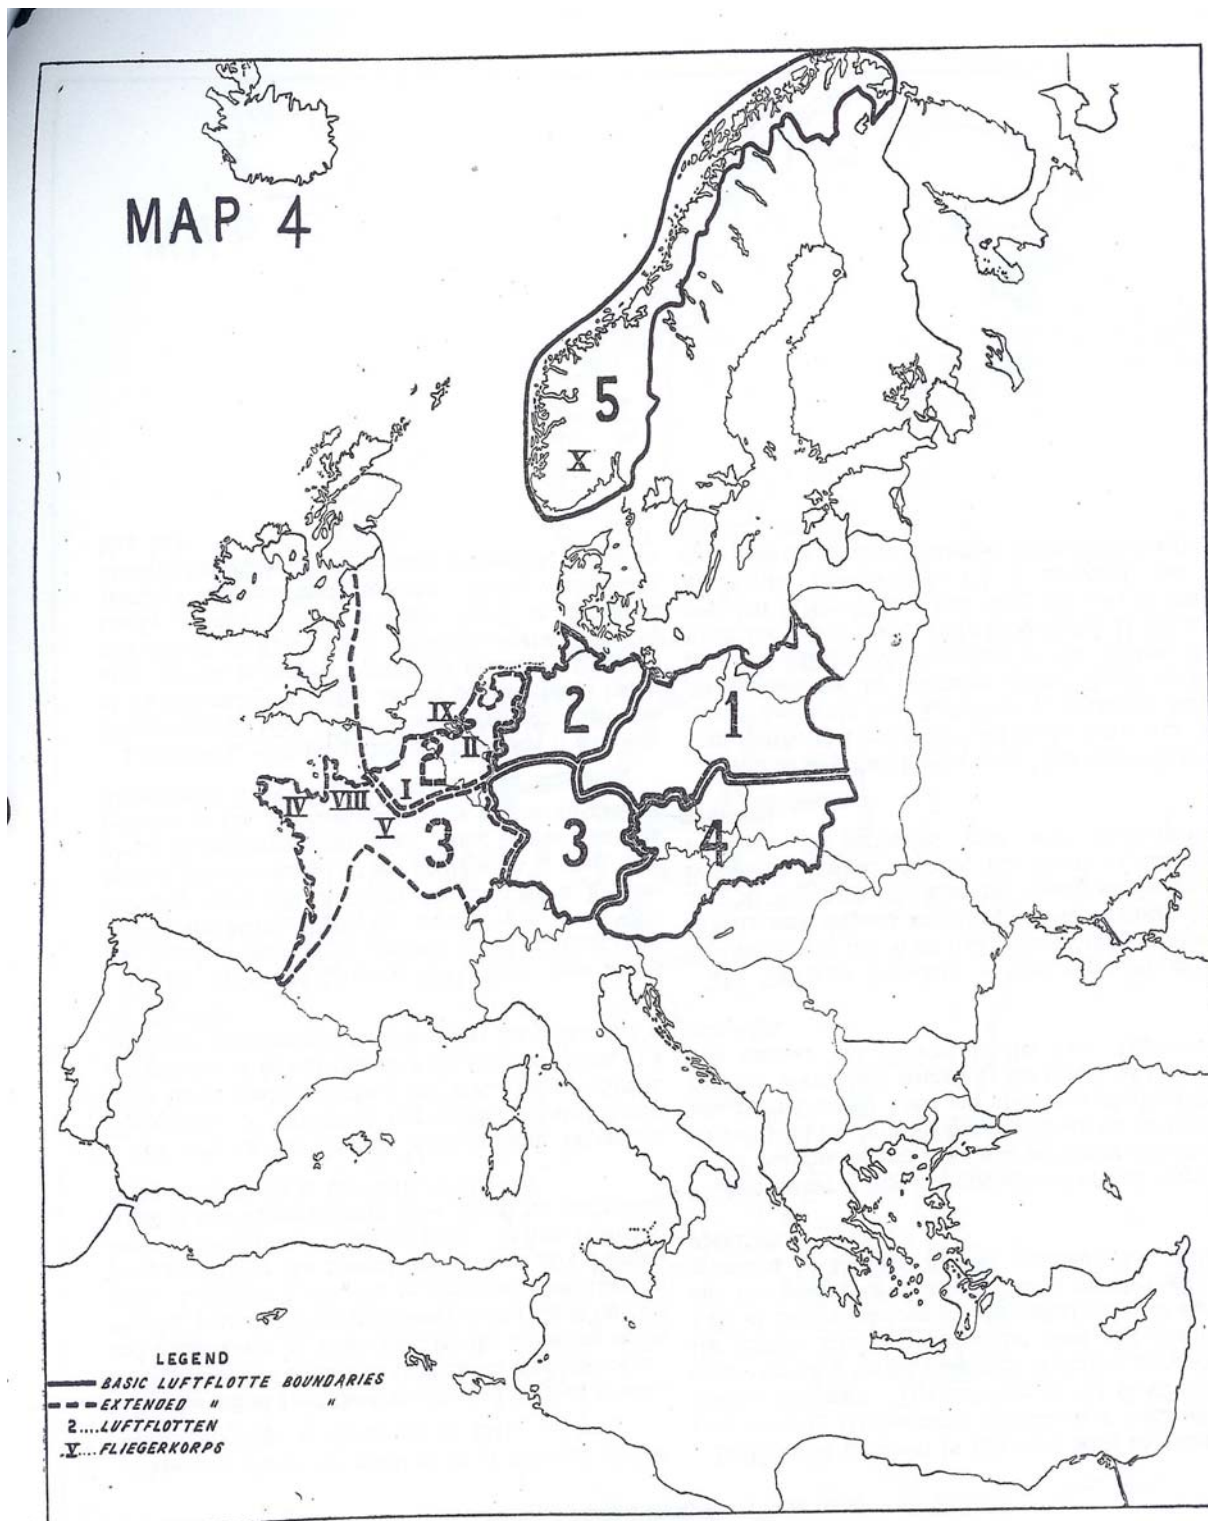 MAP 4
5
X
2
1
IX
II
2
I
IV
VIII
V
3
3
4
LEGEND
BASIC LUFTFLOTTE BOUNDARIES
EXTENDED " "
2....LUFTFLOTTEN
V....FLIEGERKORPS